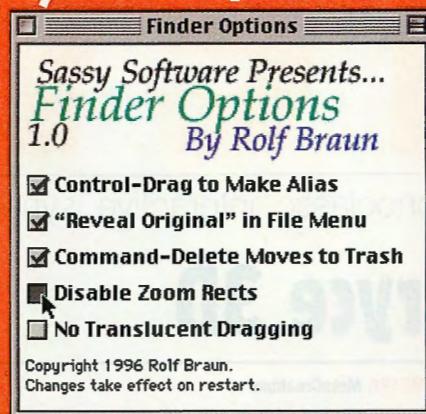 Finder Options
Sassy Software Presents...
Finder Options
1.0 By Rolf Braun
Control-Drag to Make Alias
“Reveal Original” in File Menu
Command-Delete Moves to Trash
Disable Zoom Rects
No Translucent Dragging
Copyright 1996 Rolf Braun.
Changes take effect on restart.